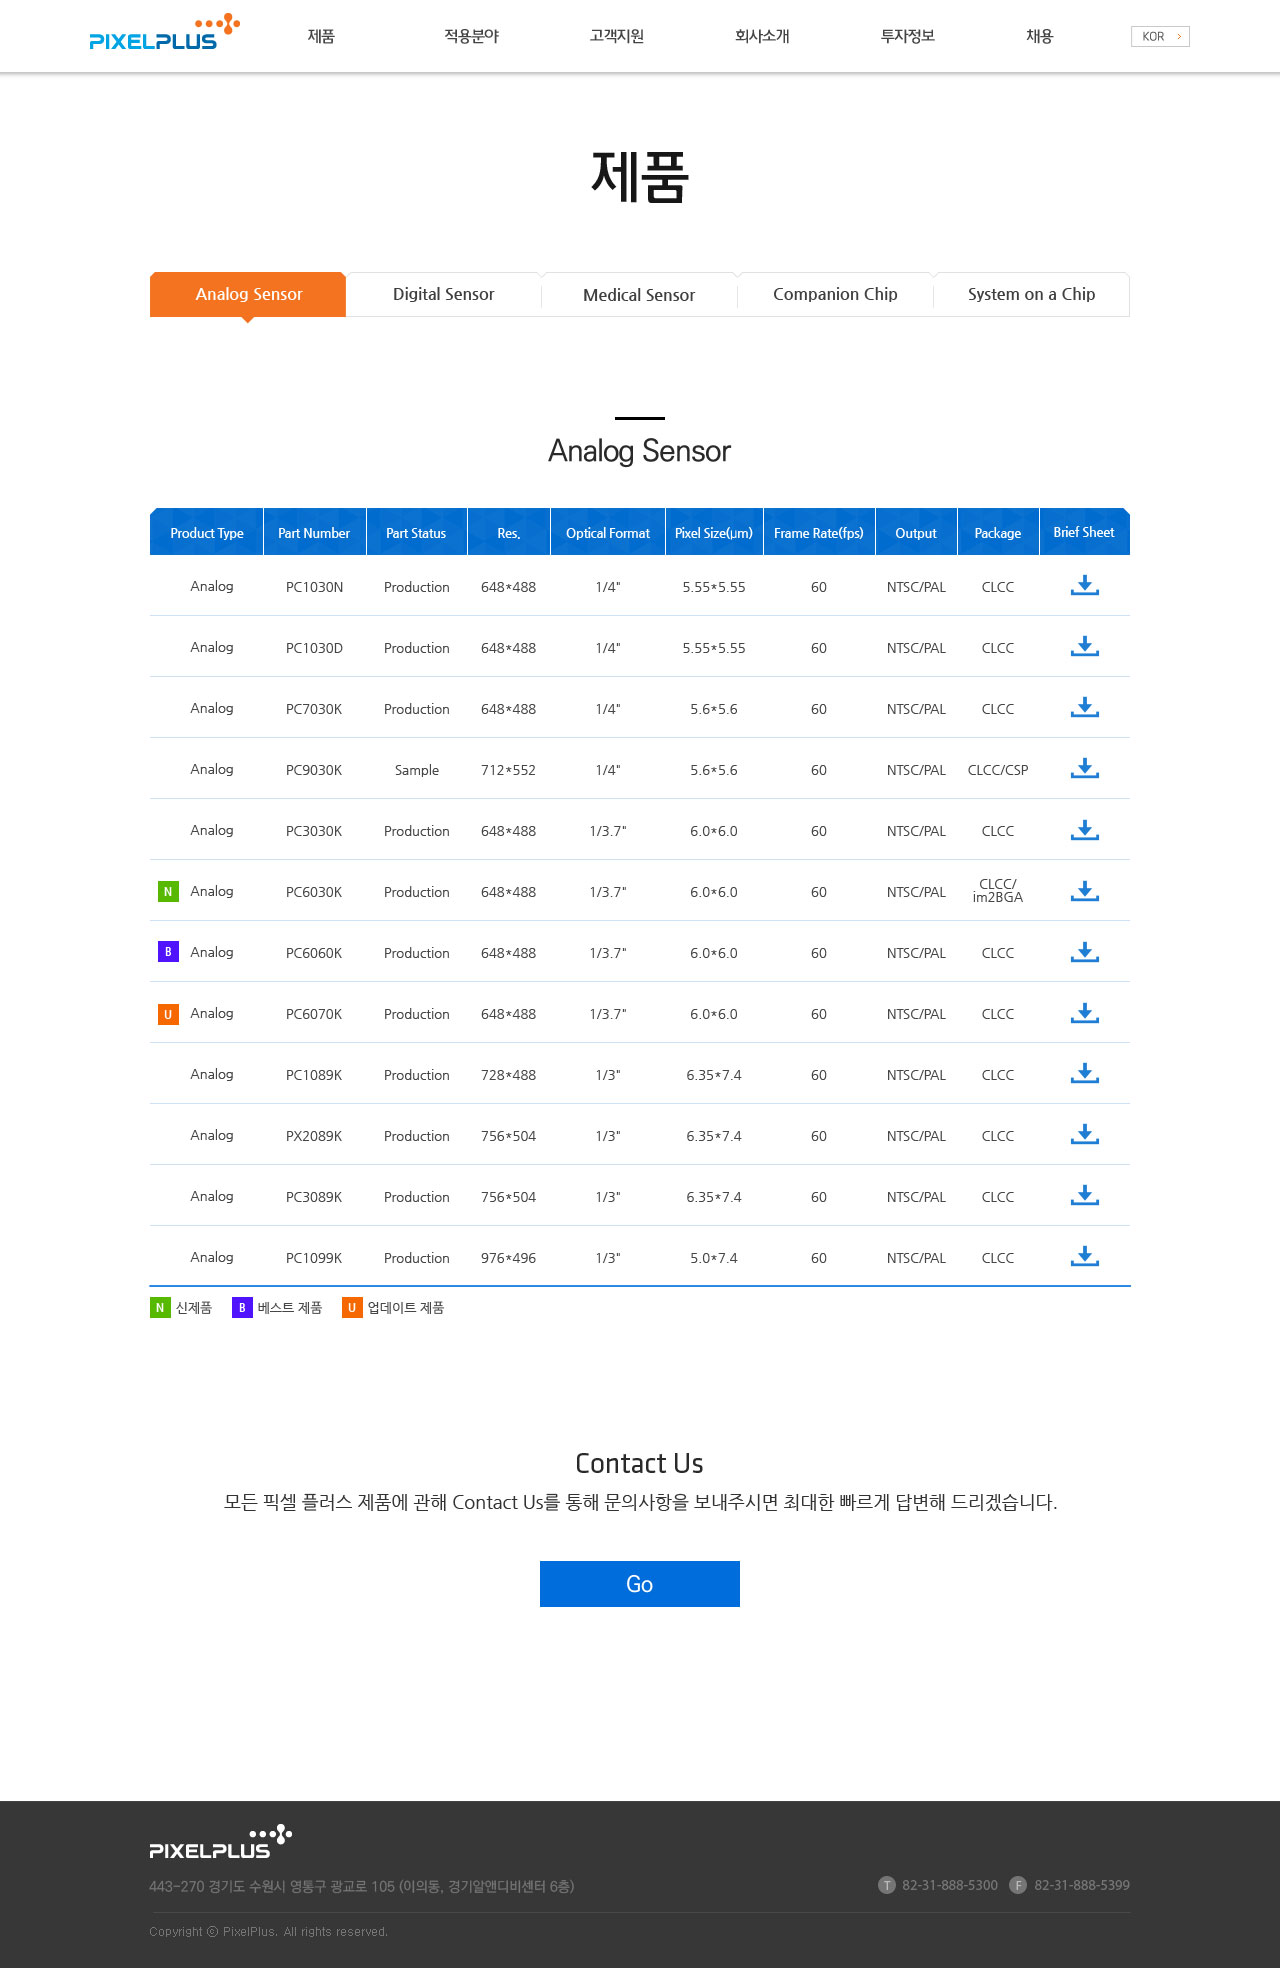 PIXELPLUS 제품 적용분야 고객지원 회사소개 투자정보 채용 KOR
제품
Analog Sensor Digital Sensor Medical Sensor Companion Chip System on a Chip
Analog Sensor
Product Type Part Number Part Status Res. Optical Format Pixel Size(μm) Frame Rate(fps) Output Package Brief Sheet
Analog PC1030N Production 648*488 1/4" 5.55*5.55 60 NTSC/PAL CLCC
Analog PC1030D Production 648*488 1/4" 5.55*5.55 60 NTSC/PAL CLCC
Analog PC7030K Production 648*488 1/4" 5.6*5.6 60 NTSC/PAL CLCC
Analog PC9030K Sample 712*552 1/4" 5.6*5.6 60 NTSC/PAL CLCC/CSP
Analog PC3030K Production 648*488 1/3.7" 6.0*6.0 60 NTSC/PAL CLCC
N Analog PC6030K Production 648*488 1/3.7" 6.0*6.0 60 NTSC/PAL CLCC/
im2BGA
B Analog PC6060K Production 648*488 1/3.7" 6.0*6.0 60 NTSC/PAL CLCC
U Analog PC6070K Production 648*488 1/3.7" 6.0*6.0 60 NTSC/PAL CLCC
Analog PC1089K Production 728*488 1/3" 6.35*7.4 60 NTSC/PAL CLCC
Analog PX2089K Production 756*504 1/3" 6.35*7.4 60 NTSC/PAL CLCC
Analog PC3089K Production 756*504 1/3" 6.35*7.4 60 NTSC/PAL CLCC
Analog PC1099K Production 976*496 1/3" 5.0*7.4 60 NTSC/PAL CLCC
N 신제품 B 베스트 제품 U 업데이트 제품
Contact Us
모든 픽셀 플러스 제품에 관해 Contact Us를 통해 문의사항을 보내주시면 최대한 빠르게 답변해 드리겠습니다.
Go
PIXELPLUS
443-270 경기도 수원시 영통구 광교로 105 (이의동, 경기알앤디비센터 6층) T 82-31-888-5300 F 82-31-888-5399
Copyright ⓒ PixelPlus. All rights reserved.